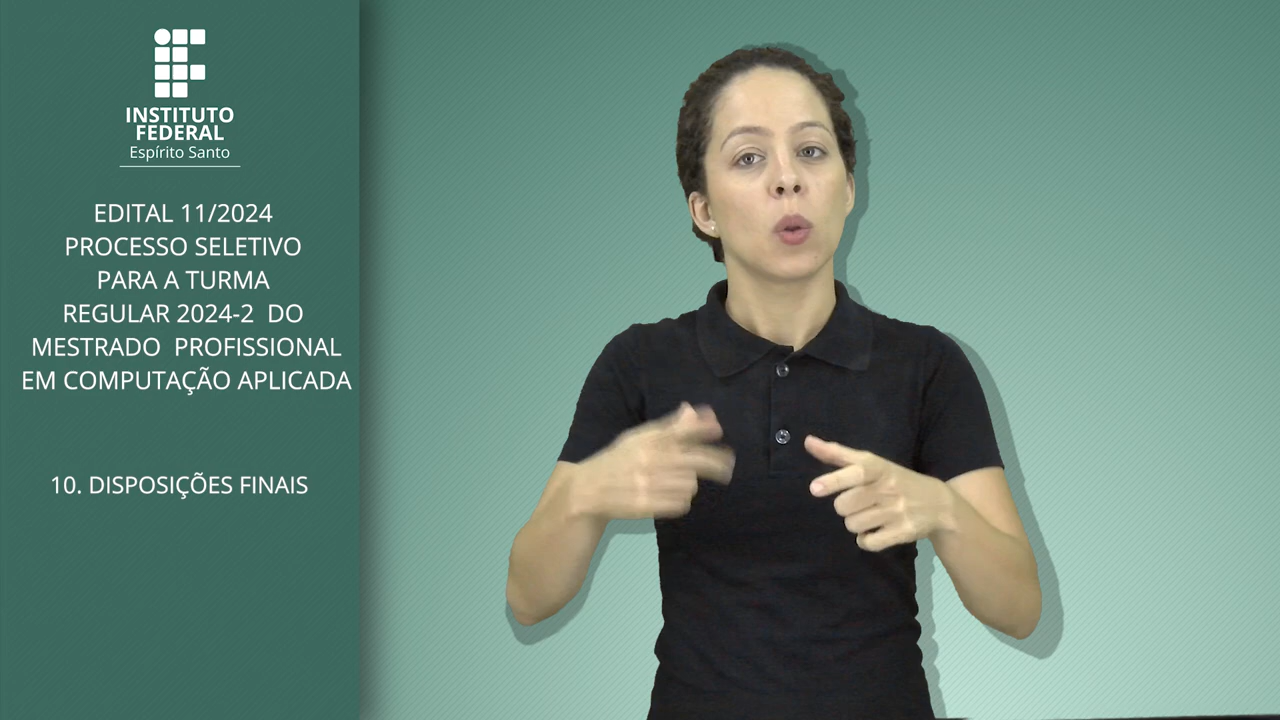 INSTITUTO
FEDERAL
Espírito Santo
EDITAL 11/2024
PROCESSO SELETIVO
PARA A TURMA
REGULAR 2024-2 DO
MESTRADO PROFISSIONAL
EM COMPUTAÇÃO APLICADA
10. DISPOSIÇÕES FINAIS